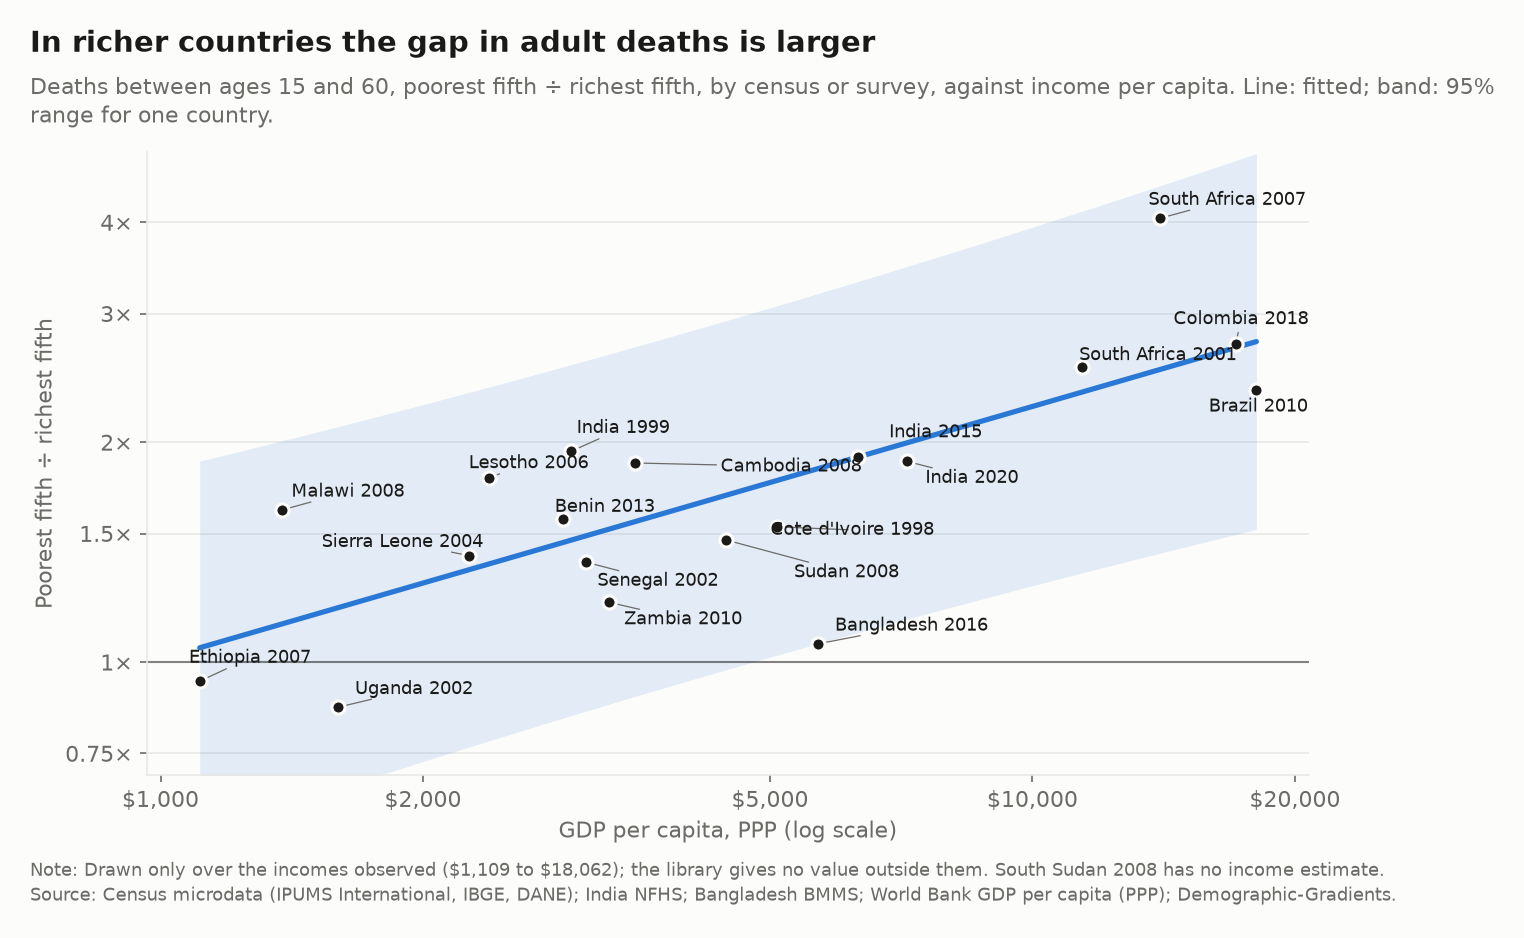 In richer countries the gap in adult deaths is larger
Deaths between ages 15 and 60, poorest fifth ÷ richest fifth, by census or survey, against income per capita. Line: fitted; band: 95%
range for one country.
Poorest fifth ÷ richest fifth
4×
3×
2×
1.5×
1×
0.75×
South Africa 2007
Colombia 2018
South Africa 2001
Brazil 2010
India 1999
India 2015
Lesotho 2006
Cambodia 2008
India 2020
Malawi 2008
Benin 2013
Cote d'Ivoire 1998
Sierra Leone 2004
Sudan 2008
Senegal 2002
Zambia 2010
Bangladesh 2016
Ethiopia 2007
Uganda 2002
$1,000
$2,000
$5,000
$10,000
$20,000
GDP per capita, PPP (log scale)
Note: Drawn only over the incomes observed ($1,109 to $18,062); the library gives no value outside them. South Sudan 2008 has no income estimate.
Source: Census microdata (IPUMS International, IBGE, DANE); India NFHS; Bangladesh BMMS; World Bank GDP per capita (PPP); Demographic-Gradients.